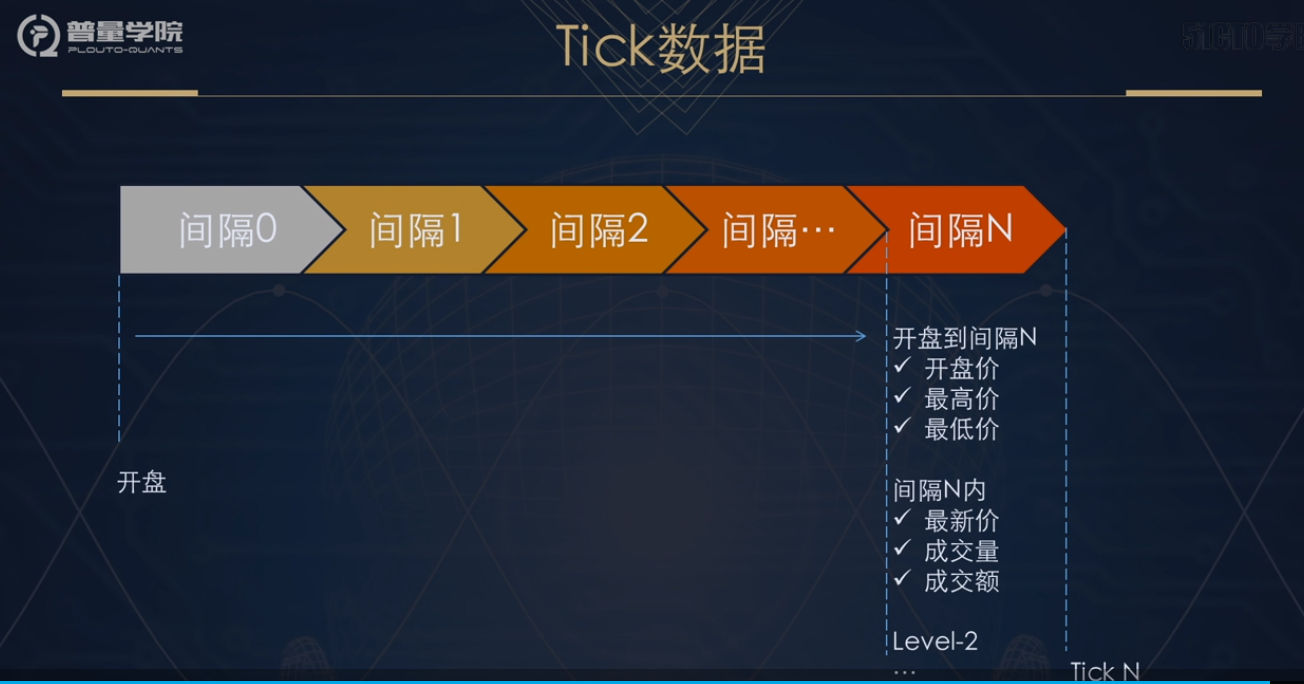 普量学院
PLOUTO-QUANTS
Tick数据
间隔0
间隔1
间隔2
间隔…
间隔N
开盘到间隔N
✓ 开盘价
✓ 最高价
✓ 最低价
开盘
间隔N内
✓ 最新价
✓ 成交量
✓ 成交额
Level-2
…
Tick N